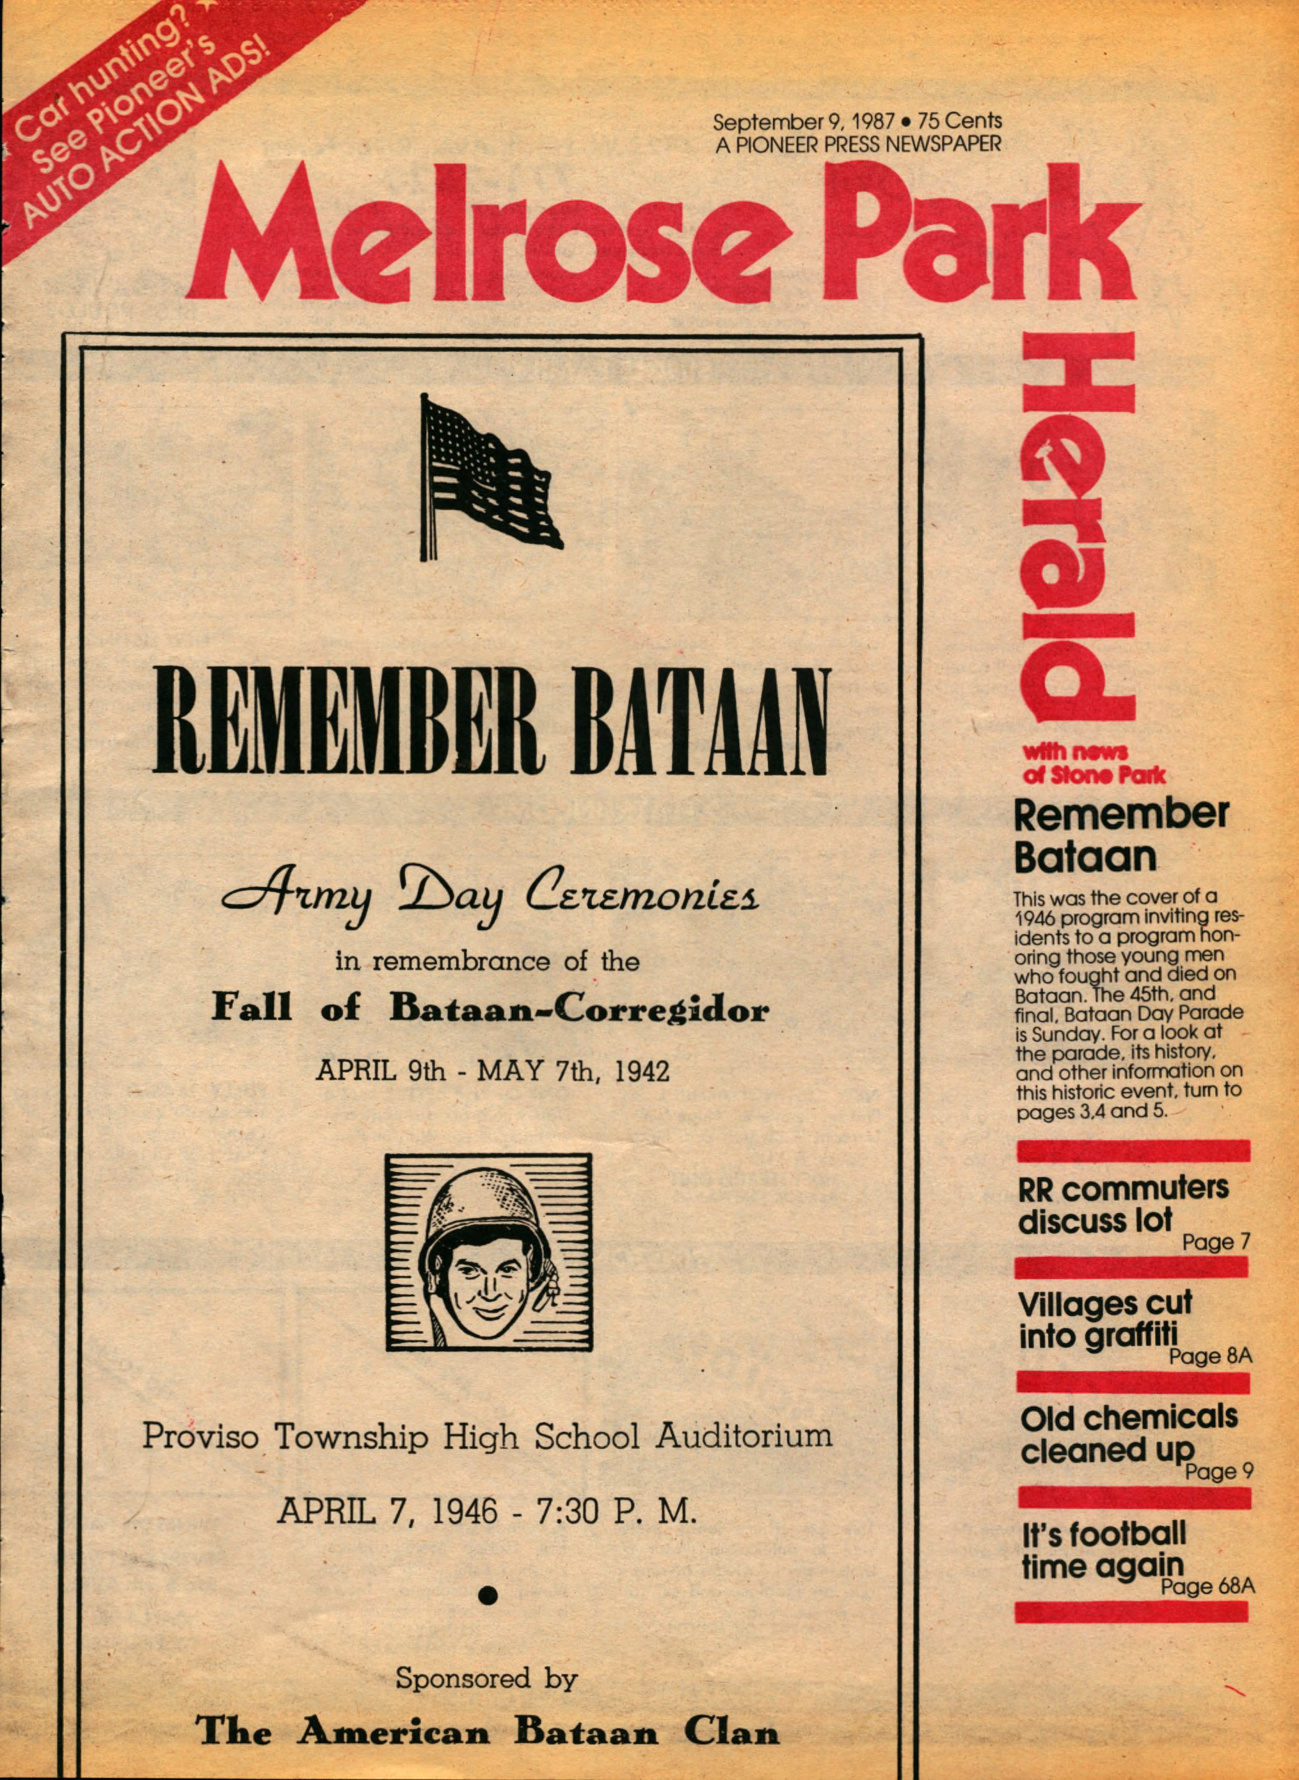 Car hunting?
See Pioneer's
AUTO ACTION ADS!
September 9, 1987 • 75 Cents
A PIONEER PRESS NEWSPAPER
Melrose Park
Herald
with news
of Stone Park
REMEMBER BATAAN
Army Day Ceremonies
in remembrance of the
Fall of Bataan-Corregidor
APRIL 9th - MAY 7th, 1942
Proviso Township High School Auditorium
APRIL 7, 1946 - 7:30 P. M.
Sponsored by
The American Bataan Clan
Remember
Bataan
This was the cover of a
1946 program inviting res-
idents to a program hon-
oring those young men
who fought and died on
Bataan. The 45th, and
final, Bataan Day Parade
is Sunday. For a look at
the parade, its history,
and other information on
this historic event, turn to
pages 3,4 and 5.
RR commuters
discuss lot
Page 7
Villages cut
into graffiti
Page 8A
Old chemicals
cleaned up
Page 9
It's football
time again
Page 68A